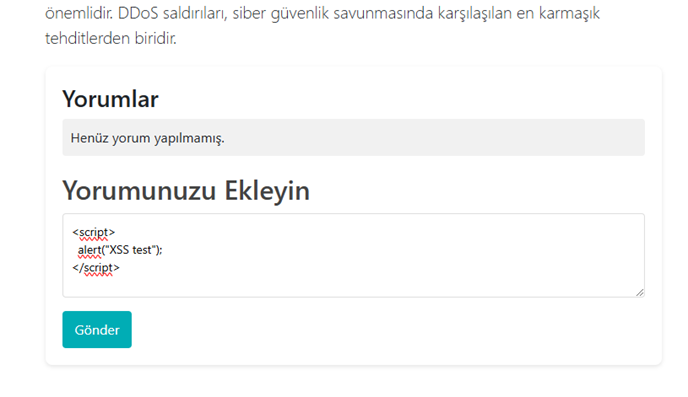 önemlidir. DDoS saldırıları, siber güvenlik savunmasında karşılaşılan en karmaşık
tehditlerden biridir.
Yorumlar
Henüz yorum yapılmamış.
Yorumunuzu Ekleyin
<script>
alert("XSS test");
</script>
Gönder